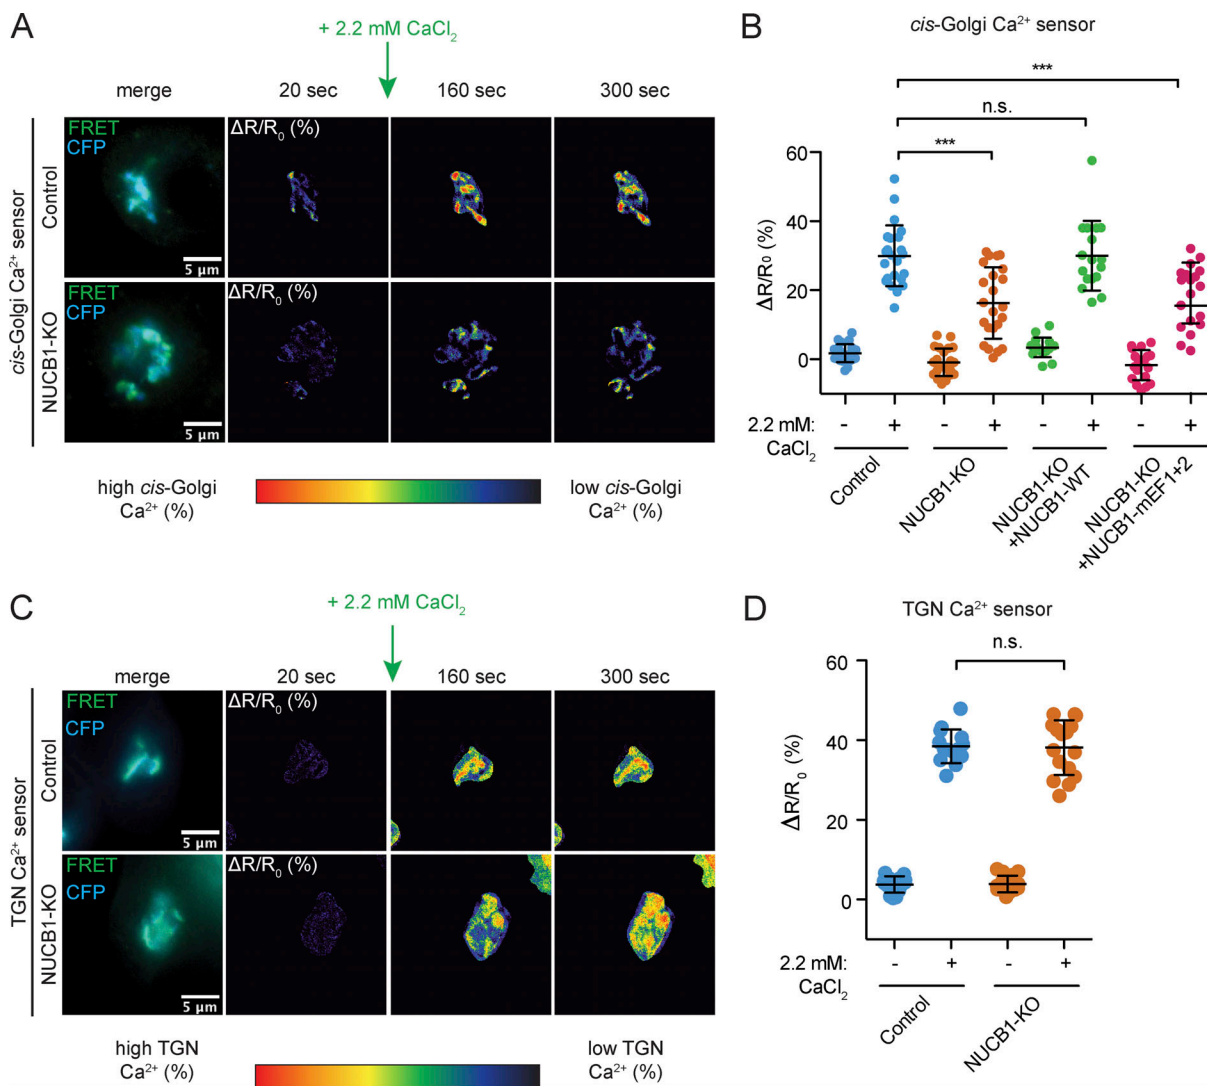 A
+ 2.2 mM CaCl₂
merge
20 sec
160 sec
300 sec
cis-Golgi Ca²⁺ sensor
Control
FRET
CFP
5 µm
ΔR/R₀ (%)
NUCB1-KO
FRET
CFP
5 µm
ΔR/R₀ (%)
high cis-Golgi
Ca²⁺ (%)
low cis-Golgi
Ca²⁺ (%)
B
cis-Golgi Ca²⁺ sensor
***
n.s.
***
ΔR/R₀ (%)
60
40
20
0
2.2 mM:
CaCl₂
- + - + - + - +
Control
NUCB1-KO
NUCB1-KO
+NUCB1-WT
NUCB1-KO
+NUCB1-mEF1+2
C
+ 2.2 mM CaCl₂
merge
20 sec
160 sec
300 sec
TGN Ca²⁺ sensor
Control
FRET
CFP
5 µm
ΔR/R₀ (%)
NUCB1-KO
FRET
CFP
5 µm
ΔR/R₀ (%)
high TGN
Ca²⁺ (%)
low TGN
Ca²⁺ (%)
D
TGN Ca²⁺ sensor
n.s.
ΔR/R₀ (%)
60
40
20
0
2.2 mM:
CaCl₂
- + - +
Control
NUCB1-KO